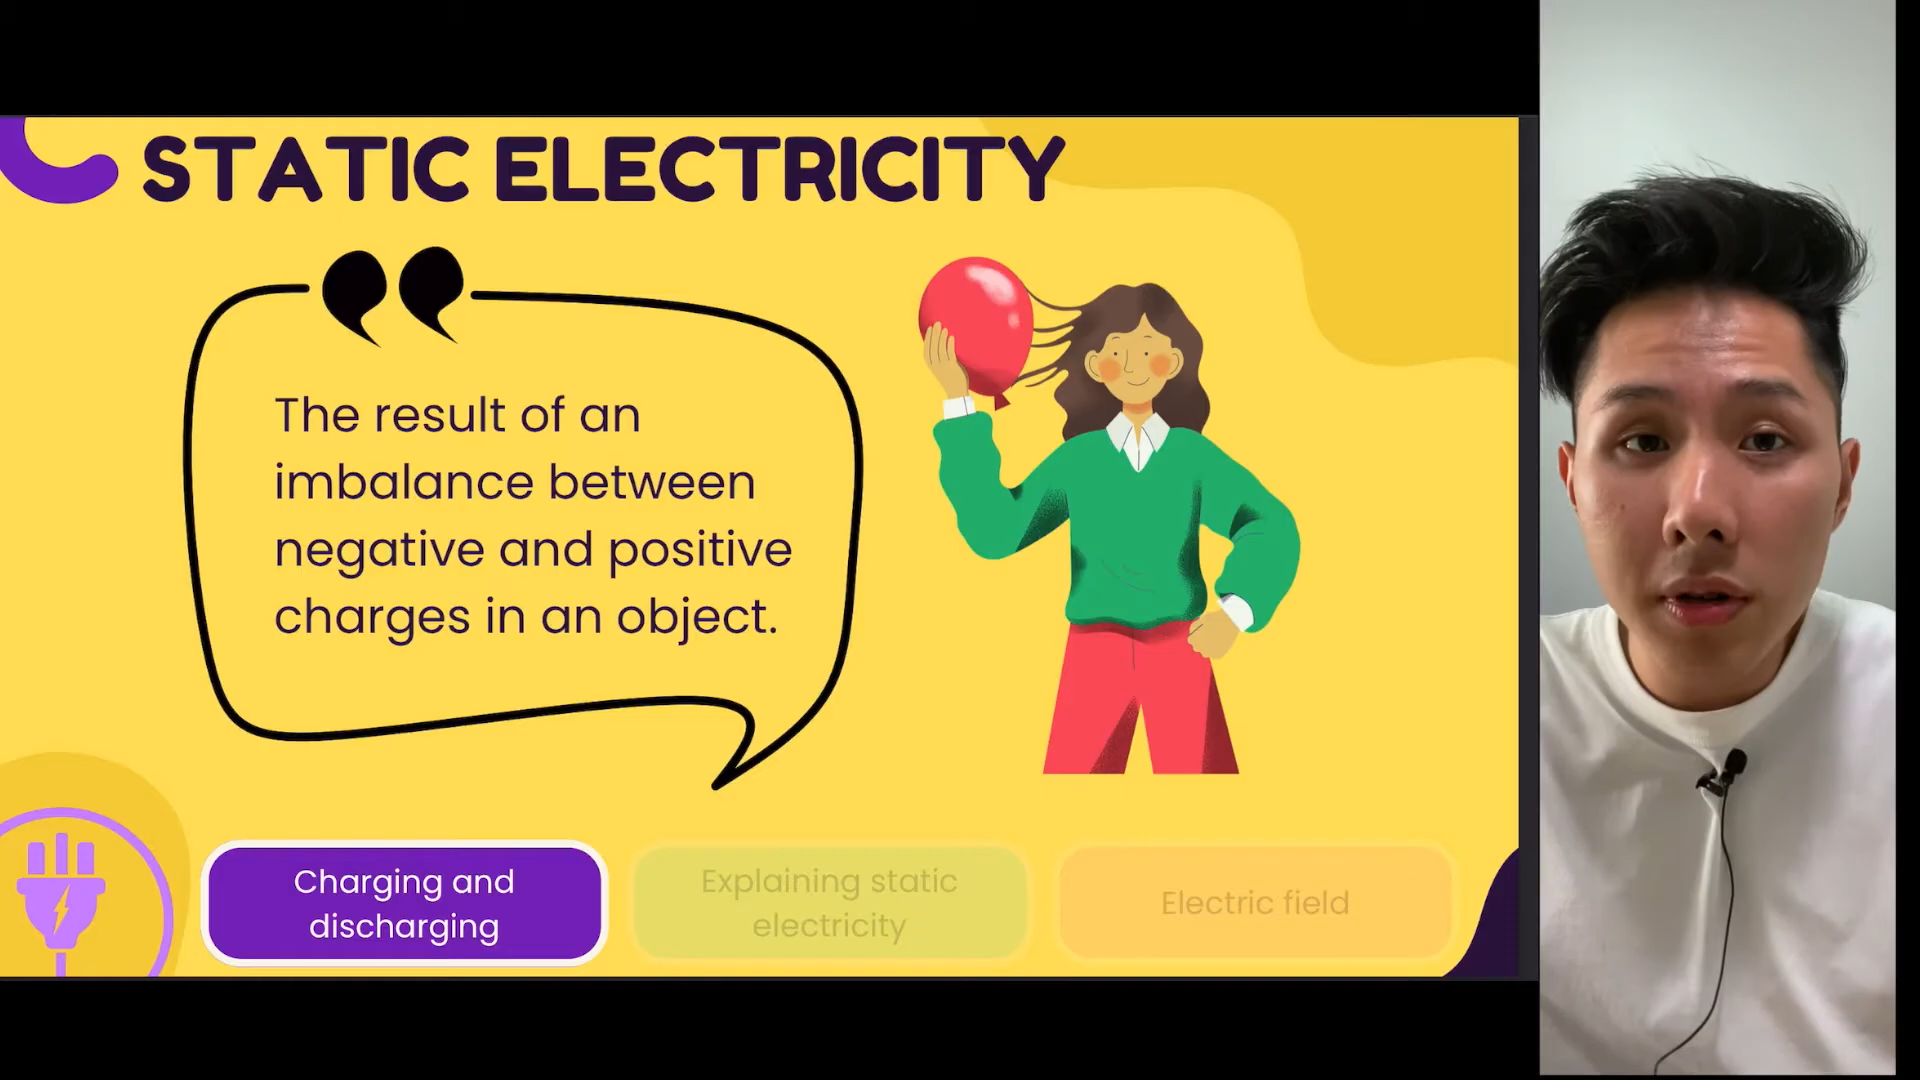 STATIC ELECTRICITY
The result of an
imbalance between
negative and positive
charges in an object.
Charging and
discharging
Explaining static
electricity
Electric field